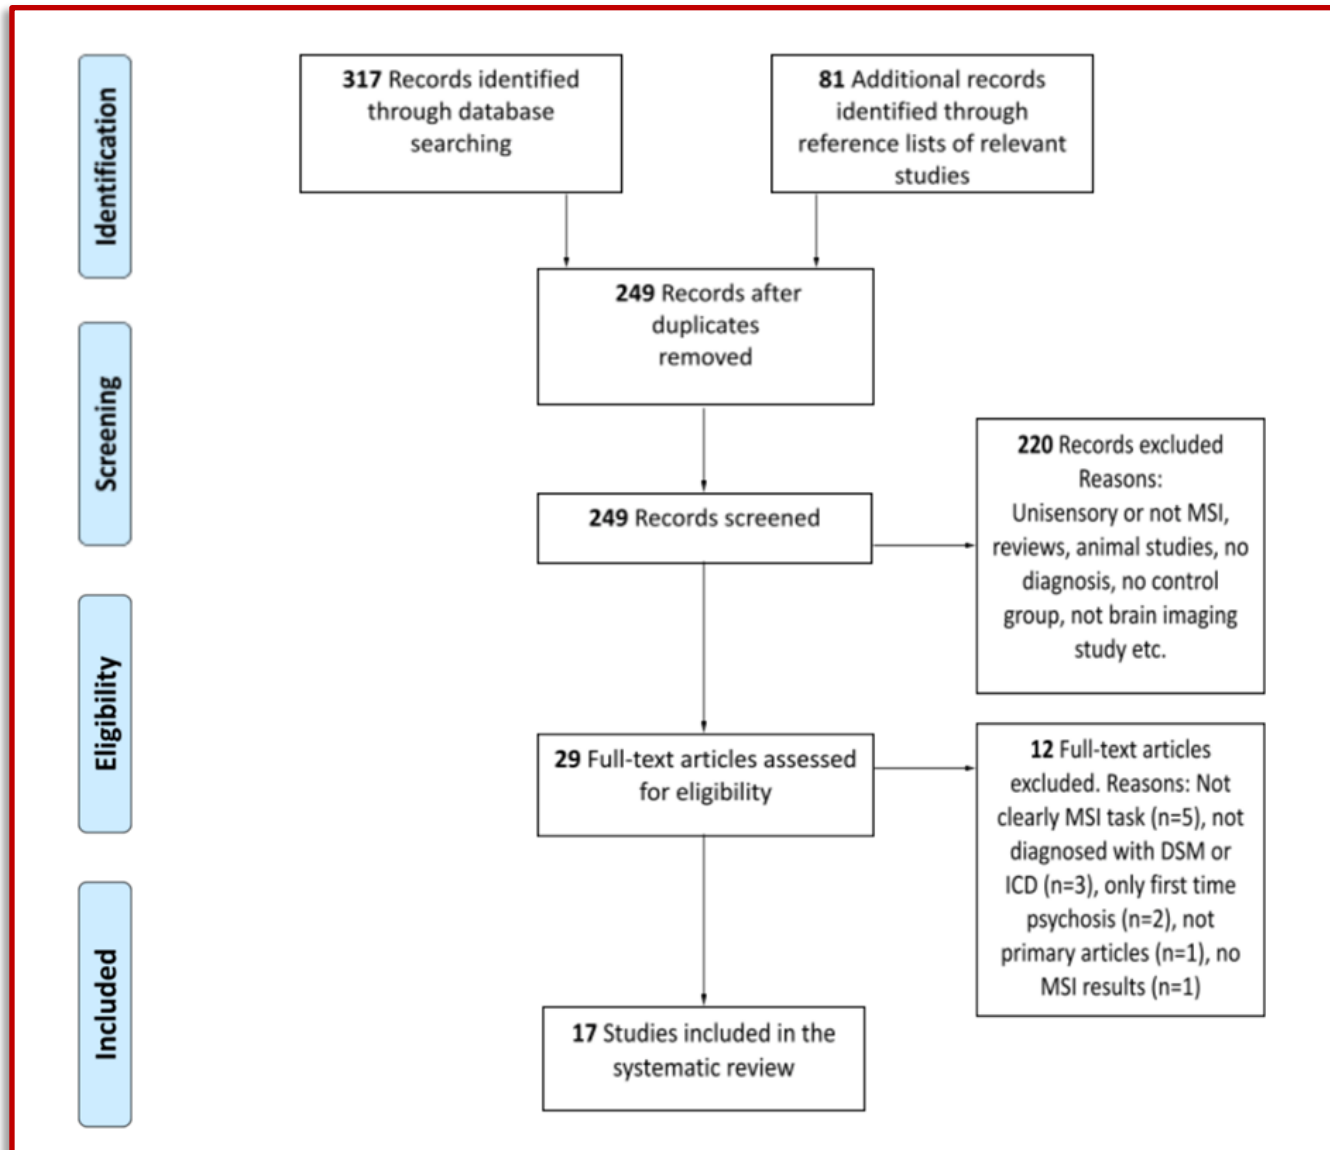 Identification
317 Records identified
through database
searching
81 Additional records
identified through
reference lists of relevant
studies
249 Records after
duplicates
removed
Screening
249 Records screened
220 Records excluded
Reasons:
Unisensory or not MSI,
reviews, animal studies, no
diagnosis, no control
group, not brain imaging
study etc.
Eligibility
29 Full-text articles assessed
for eligibility
12 Full-text articles
excluded. Reasons: Not
clearly MSI task (n=5), not
diagnosed with DSM or
ICD (n=3), only first time
psychosis (n=2), not
primary articles (n=1), no
MSI results (n=1)
Included
17 Studies included in the
systematic review